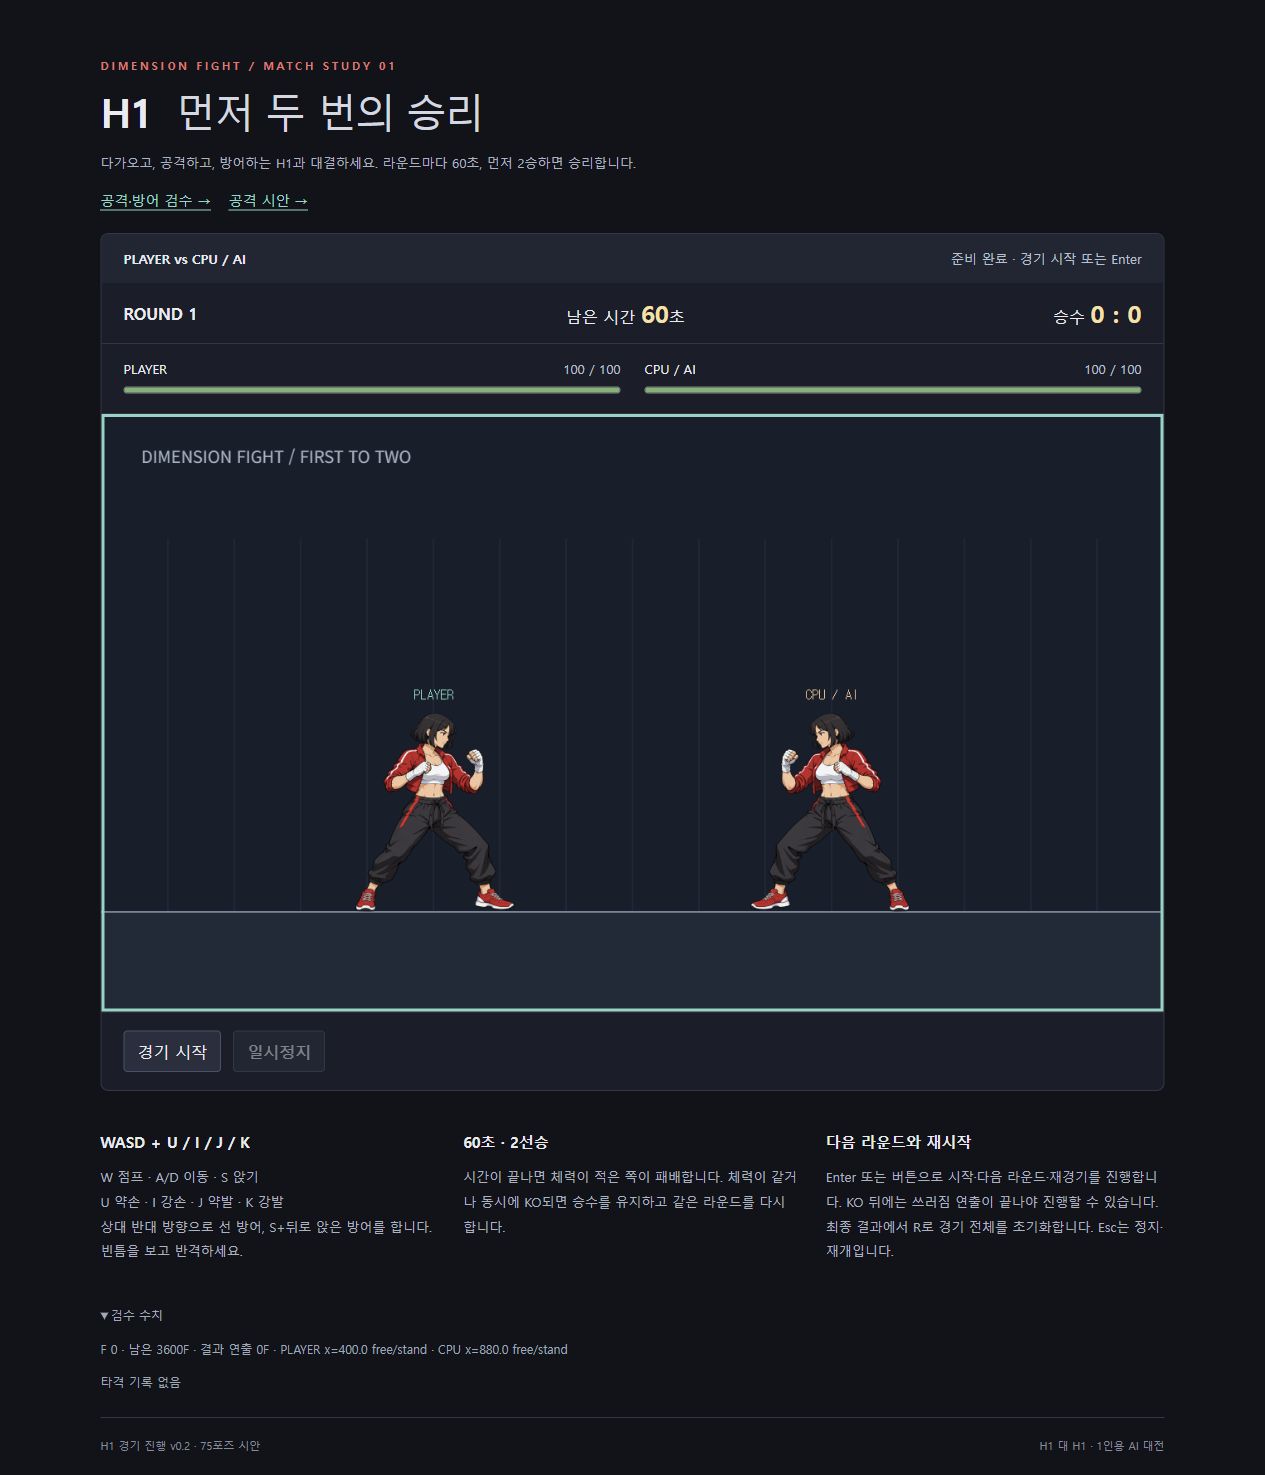 DIMENSION FIGHT / MATCH STUDY 01
H1 먼저 두 번의 승리
다가오고, 공격하고, 방어하는 H1과 대결하세요. 라운드마다 60초, 먼저 2승하면 승리합니다.
공격·방어 검수 → 공격 시안 →
PLAYER vs CPU / AI 준비 완료 · 경기 시작 또는 Enter
ROUND 1 남은 시간 60초 승수 0 : 0
PLAYER 100 / 100 CPU / AI 100 / 100
DIMENSION FIGHT / FIRST TO TWO
PLAYER CPU / AI
경기 시작 일시정지
WASD + U / I / J / K
W 점프 · A/D 이동 · S 앉기
U 약손 · I 강손 · J 약발 · K 강발
상대 반대 방향으로 선 방어, S+뒤로 앉은 방어를 합니다.
빈틈을 보고 반격하세요.
60초 · 2선승
시간이 끝나면 체력이 적은 쪽이 패배합니다. 체력이 같거
나 동시에 KO되면 승수를 유지하고 같은 라운드를 다시
합니다.
다음 라운드와 재시작
Enter 또는 버튼으로 시작·다음 라운드·재경기를 진행합니
다. KO 뒤에는 쓰러짐 연출이 끝나야 진행할 수 있습니다.
최종 결과에서 R로 경기 전체를 초기화합니다. Esc는 정지·
재개입니다.
▼검수 수치
F 0 · 남은 3600F · 결과 연출 0F · PLAYER x=400.0 free/stand · CPU x=880.0 free/stand
타격 기록 없음
H1 경기 진행 v0.2 · 75포즈 시안 H1 대 H1 · 1인용 AI 대전